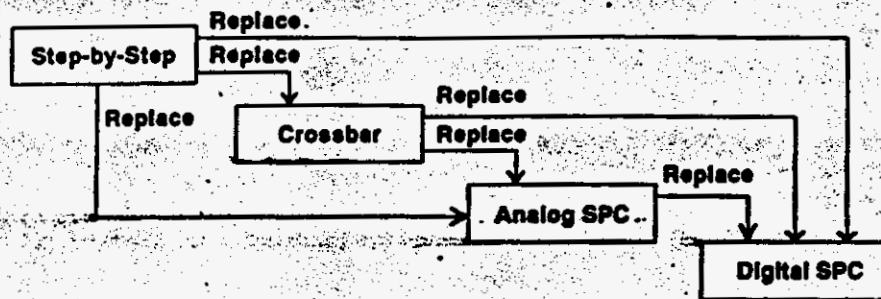 Replace
Step-by-Step
Replace
Replace
Replace
Crossbar
Replace
Replace
Analog SPC
Digital SPC